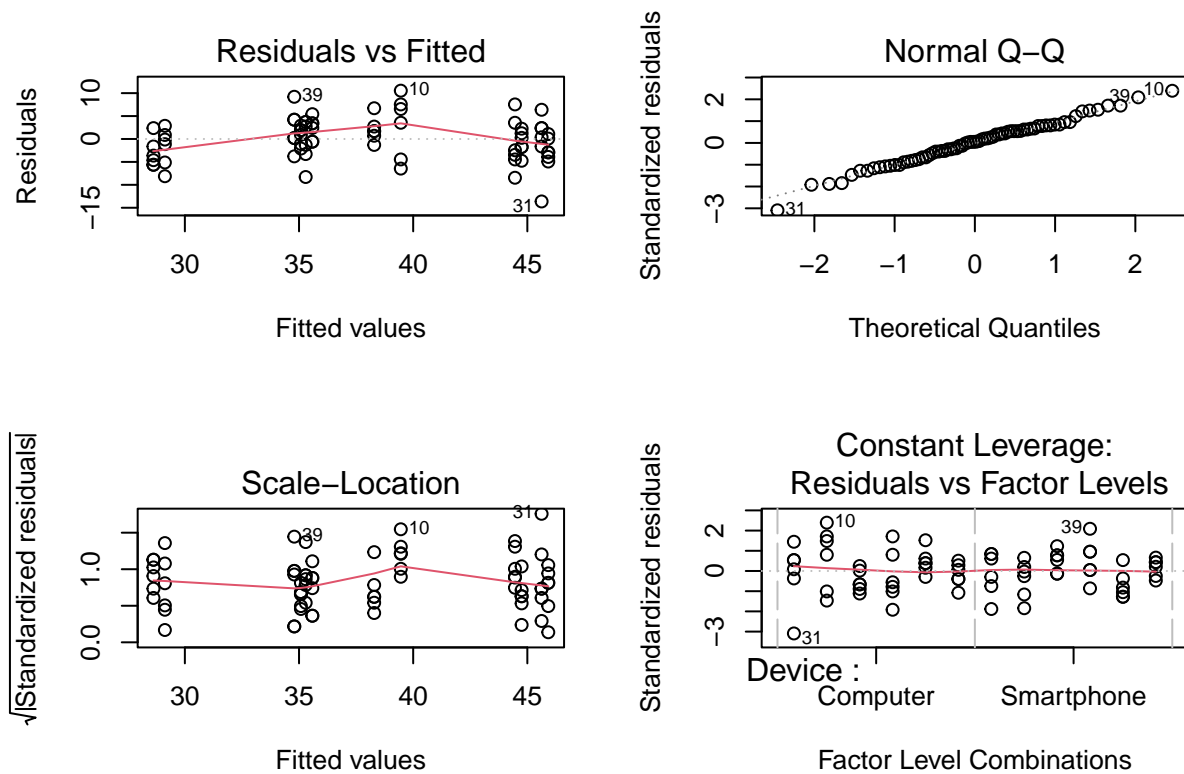 Residuals vs Fitted
Residuals
10
0
−15
39
10
31
30
35
40
45
Fitted values
Normal Q−Q
Standardized residuals
2
0
−3
39
10
31
−2
−1
0
1
2
Theoretical Quantiles
Scale−Location
√|Standardized residuals|
1.0
0.0
39
10
31
30
35
40
45
Fitted values
Constant Leverage:
Residuals vs Factor Levels
Standardized residuals
2
0
−3
10
39
31
Device :
Computer
Smartphone
Factor Level Combinations